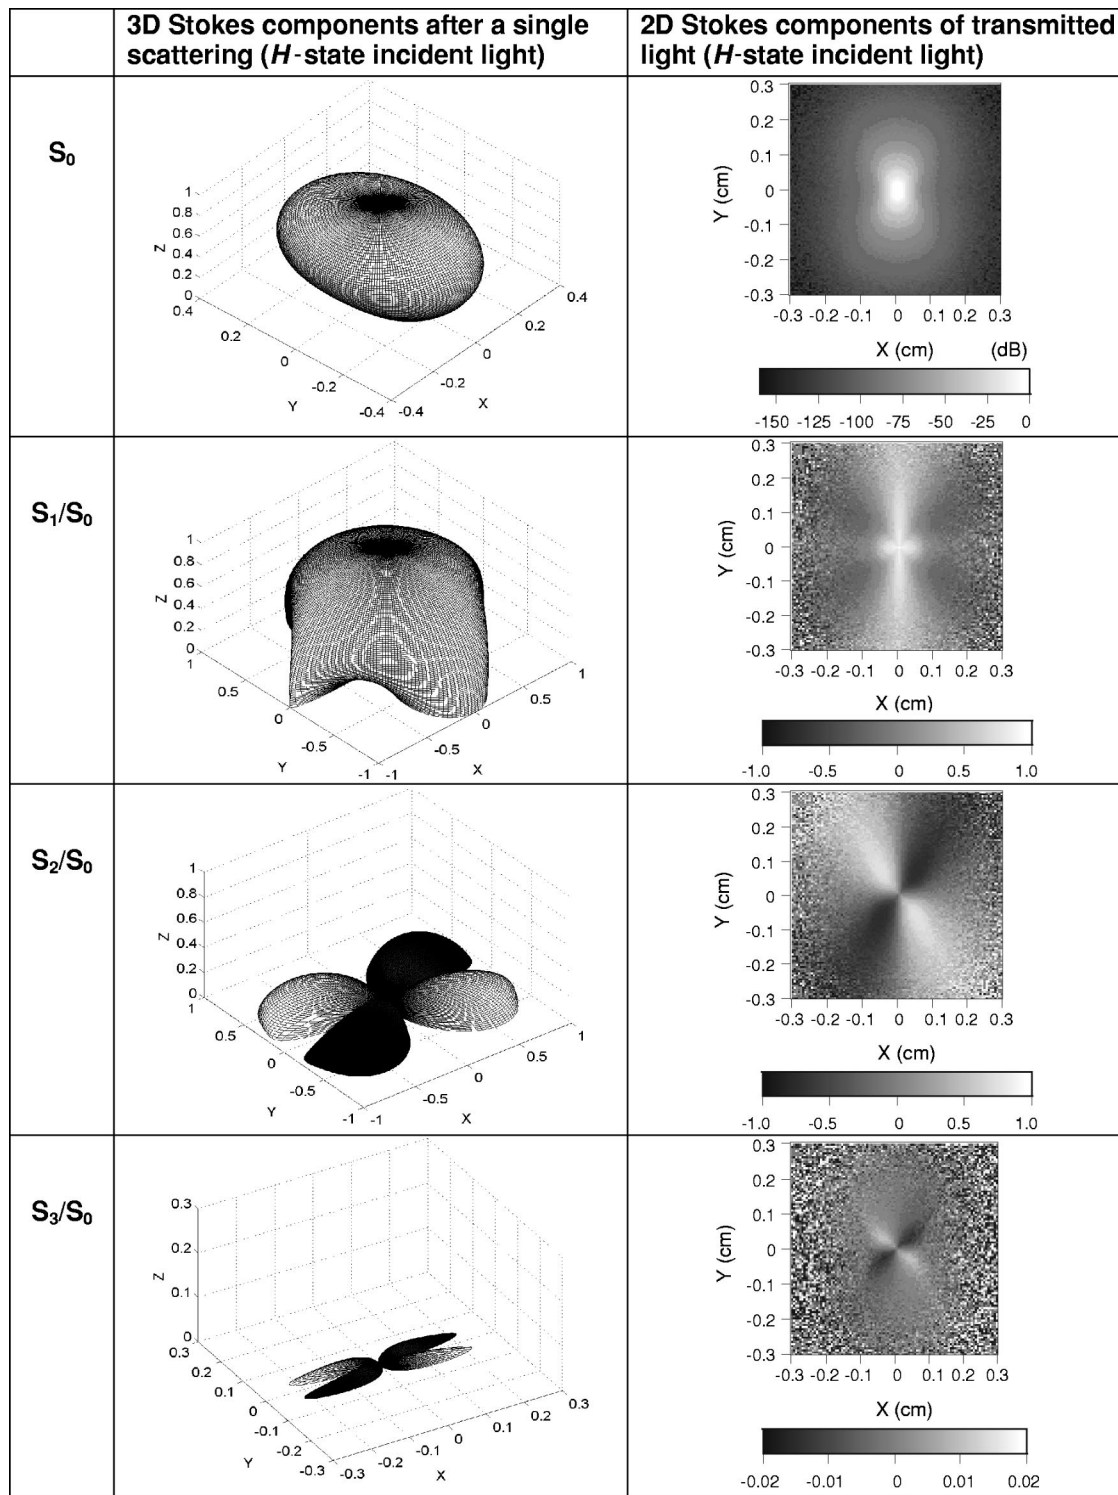 3D Stokes components after a single
scattering (H-state incident light)
2D Stokes components of transmitted
light (H-state incident light)
S0
1
0.8
0.6
0.4
0.2
0
0.4
0.2
0
-0.2
-0.4
-0.4
-0.2
0
0.2
0.4
Z
Y
X
0.3
0.2
0.1
0
-0.1
-0.2
-0.3
Y (cm)
-0.3 -0.2 -0.1 0 0.1 0.2 0.3
X (cm) (dB)
-150 -125 -100 -75 -50 -25 0
S1/S0
1
0.8
0.6
0.4
0.2
0
1
0.5
0
-0.5
-1
-1
-0.5
0
0.5
1
Z
Y
X
0.3
0.2
0.1
0
-0.1
-0.2
-0.3
Y (cm)
-0.3 -0.2 -0.1 0 0.1 0.2 0.3
X (cm)
-1.0 -0.5 0 0.5 1.0
S2/S0
1
0.8
0.6
0.4
0.2
0
1
0.5
0
-0.5
-1
-1
-0.5
0
0.5
1
Z
Y
X
0.3
0.2
0.1
0
-0.1
-0.2
-0.3
Y (cm)
-0.3 -0.2 -0.1 0 0.1 0.2 0.3
X (cm)
-1.0 -0.5 0 0.5 1.0
S3/S0
0.3
0.2
0.1
0
0.3
0.2
0.1
0
-0.1
-0.2
-0.3
-0.3
-0.2
-0.1
0
0.1
0.2
0.3
Z
Y
X
0.3
0.2
0.1
0
-0.1
-0.2
-0.3
Y (cm)
-0.3 -0.2 -0.1 0 0.1 0.2 0.3
X (cm)
-0.02 -0.01 0 0.01 0.02